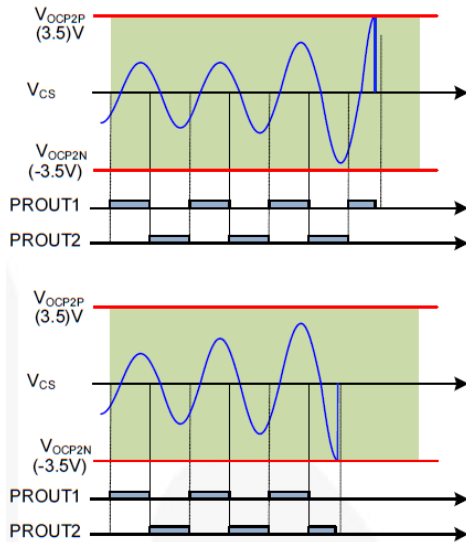 VOCP2P
(3.5)V
VCS
VOCP2N
(-3.5V)
PROUT1
PROUT2
VOCP2P
(3.5)V
VCS
VOCP2N
(-3.5V)
PROUT1
PROUT2